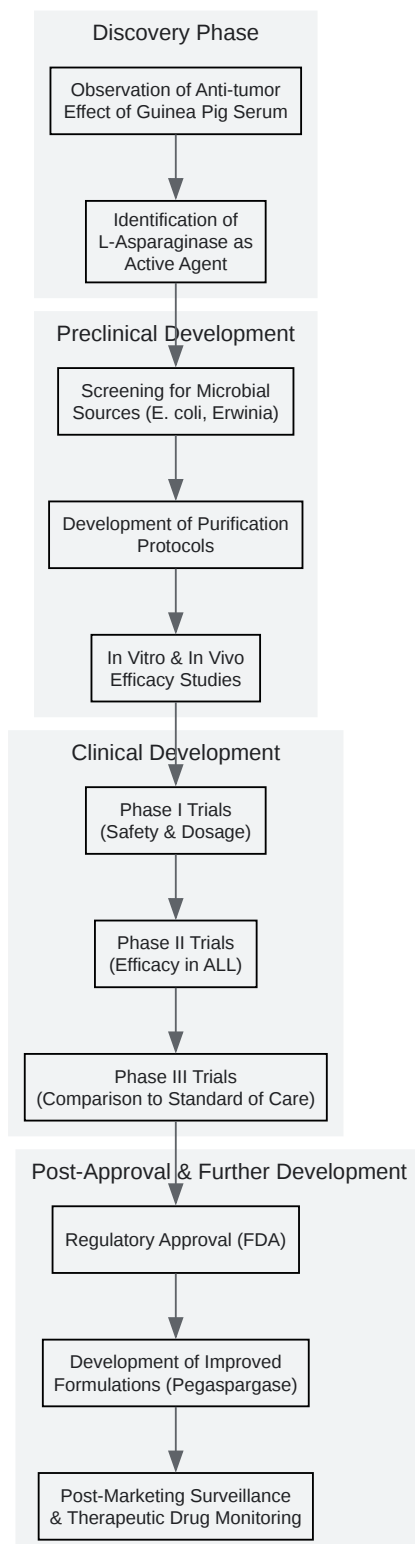 Discovery Phase
Observation of Anti-tumor
Effect of Guinea Pig Serum
Identification of
L-Asparaginase as
Active Agent
Preclinical Development
Screening for Microbial
Sources (E. coli, Erwinia)
Development of Purification
Protocols
In Vitro & In Vivo
Efficacy Studies
Clinical Development
Phase I Trials
(Safety & Dosage)
Phase II Trials
(Efficacy in ALL)
Phase III Trials
(Comparison to Standard of Care)
Post-Approval & Further Development
Regulatory Approval (FDA)
Development of Improved
Formulations (Pegaspargase)
Post-Marketing Surveillance
& Therapeutic Drug Monitoring